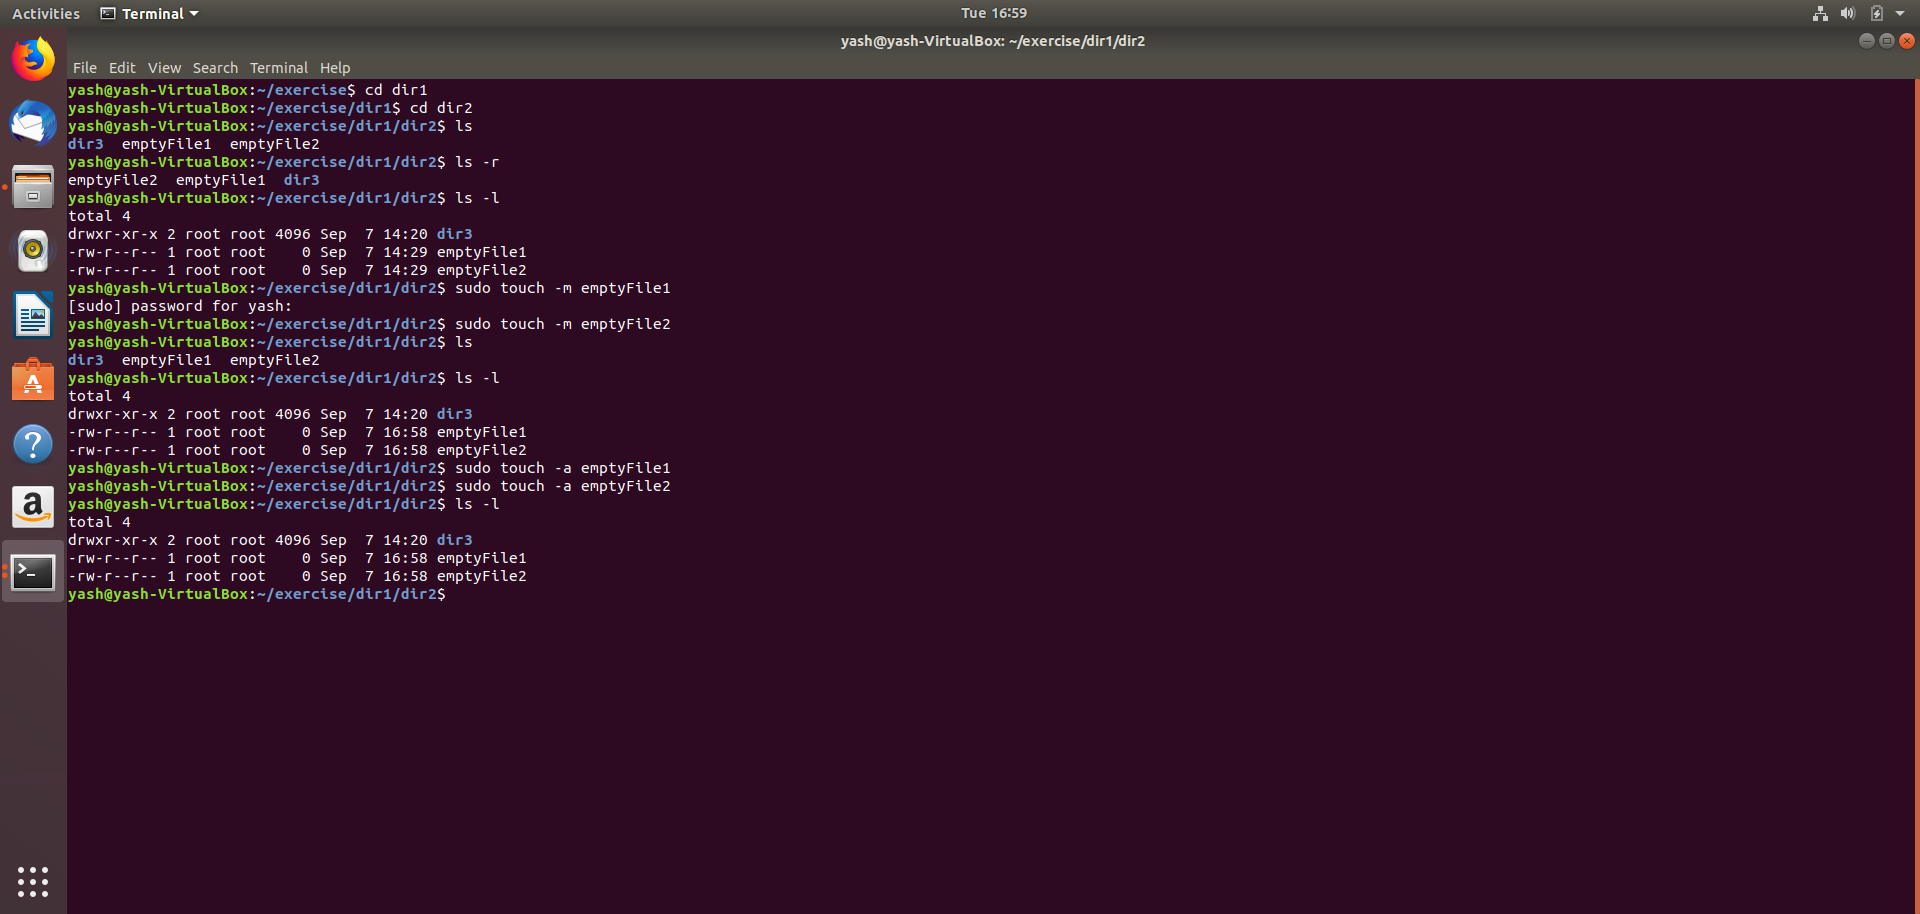 Activities Terminal Tue 16:59
yash@yash-VirtualBox: ~/exercise/dir1/dir2
File Edit View Search Terminal Help
yash@yash-VirtualBox:~/exercise$ cd dir1
yash@yash-VirtualBox:~/exercise/dir1$ cd dir2
yash@yash-VirtualBox:~/exercise/dir1/dir2$ ls
dir3  emptyFile1  emptyFile2
yash@yash-VirtualBox:~/exercise/dir1/dir2$ ls -r
emptyFile2  emptyFile1  dir3
yash@yash-VirtualBox:~/exercise/dir1/dir2$ ls -l
total 4
drwxr-xr-x 2 root root 4096 Sep  7 14:20 dir3
-rw-r--r-- 1 root root    0 Sep  7 14:29 emptyFile1
-rw-r--r-- 1 root root    0 Sep  7 14:29 emptyFile2
yash@yash-VirtualBox:~/exercise/dir1/dir2$ sudo touch -m emptyFile1
[sudo] password for yash:
yash@yash-VirtualBox:~/exercise/dir1/dir2$ sudo touch -m emptyFile2
yash@yash-VirtualBox:~/exercise/dir1/dir2$ ls
dir3  emptyFile1  emptyFile2
yash@yash-VirtualBox:~/exercise/dir1/dir2$ ls -l
total 4
drwxr-xr-x 2 root root 4096 Sep  7 14:20 dir3
-rw-r--r-- 1 root root    0 Sep  7 16:58 emptyFile1
-rw-r--r-- 1 root root    0 Sep  7 16:58 emptyFile2
yash@yash-VirtualBox:~/exercise/dir1/dir2$ sudo touch -a emptyFile1
yash@yash-VirtualBox:~/exercise/dir1/dir2$ sudo touch -a emptyFile2
yash@yash-VirtualBox:~/exercise/dir1/dir2$ ls -l
total 4
drwxr-xr-x 2 root root 4096 Sep  7 14:20 dir3
-rw-r--r-- 1 root root    0 Sep  7 16:58 emptyFile1
-rw-r--r-- 1 root root    0 Sep  7 16:58 emptyFile2
yash@yash-VirtualBox:~/exercise/dir1/dir2$